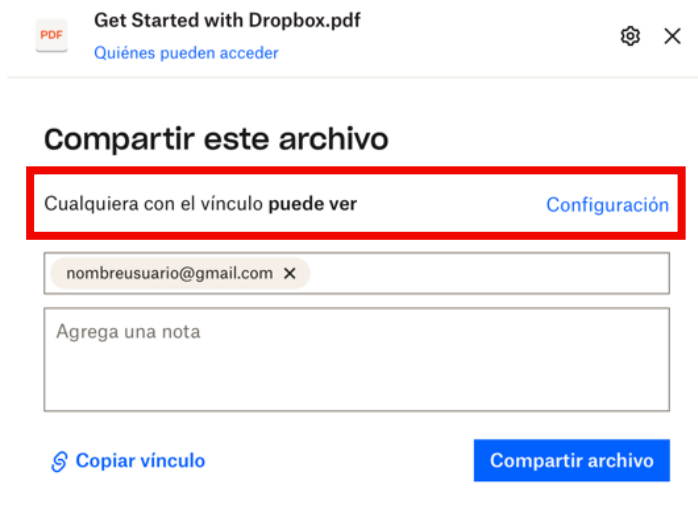 PDF
Get Started with Dropbox.pdf
Quiénes pueden acceder
Compartir este archivo
Cualquiera con el vínculo puede ver Configuración
nombreusuario@gmail.com
Agrega una nota
Copiar vínculo Compartir archivo